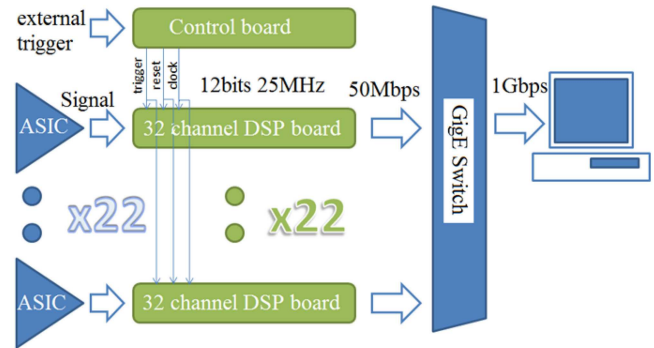 external
trigger
Control board
trigger
reset
clock
Signal
12bits 25MHz
50Mbps
1Gbps
ASIC
32 channel DSP board
GigE Switch
x22
x22
ASIC
32 channel DSP board